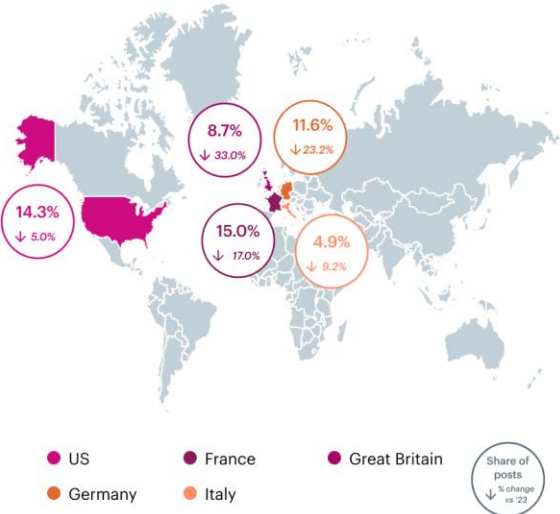 8.7%
↓ 33.0%
11.6%
↓ 23.2%
14.3%
↓ 5.0%
15.0%
↓ 17.0%
4.9%
↓ 9.2%
US
France
Great Britain
Germany
Italy
Share of
posts
↓ % change
vs '23